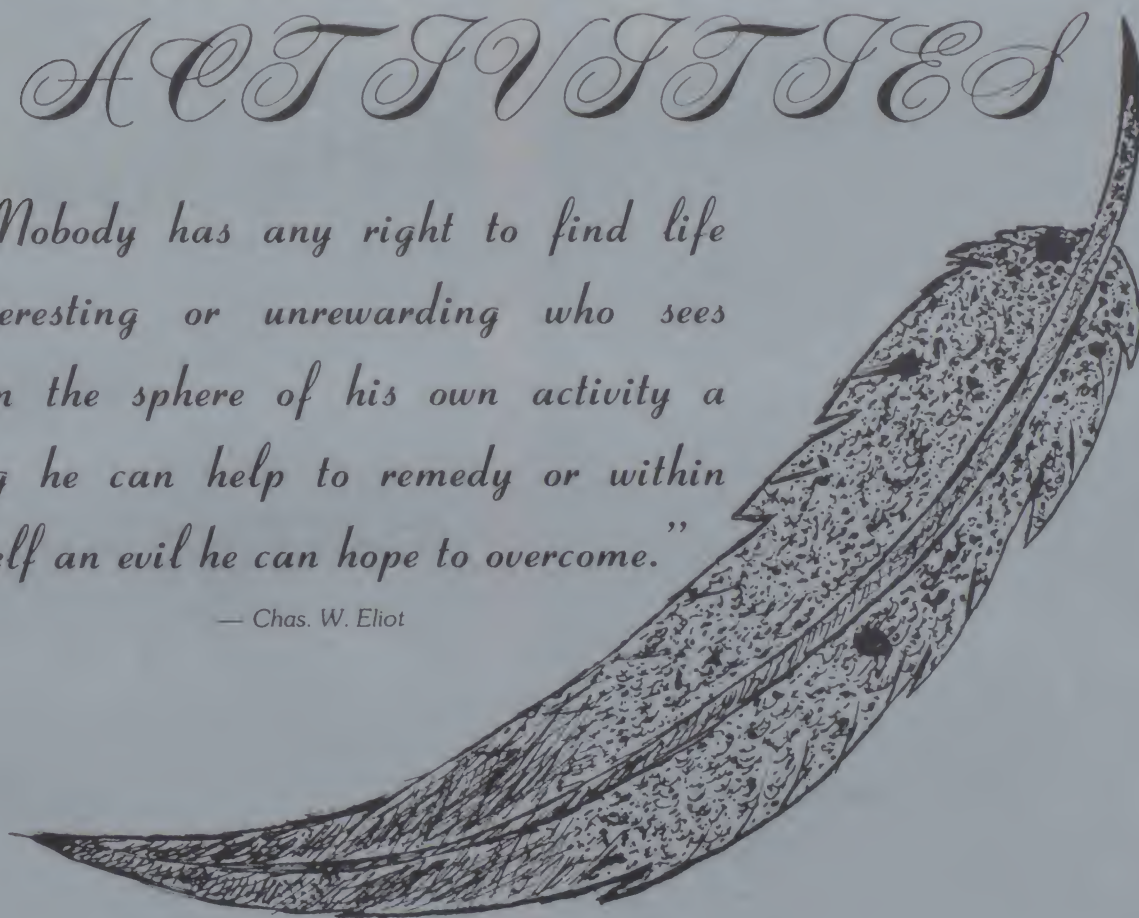 ACTIVITIES
Nobody has any right to find life
eresting or unrewarding who sees
n the sphere of his own activity a
g he can help to remedy or within
elf an evil he can hope to overcome.”
— Chas. W. Eliot